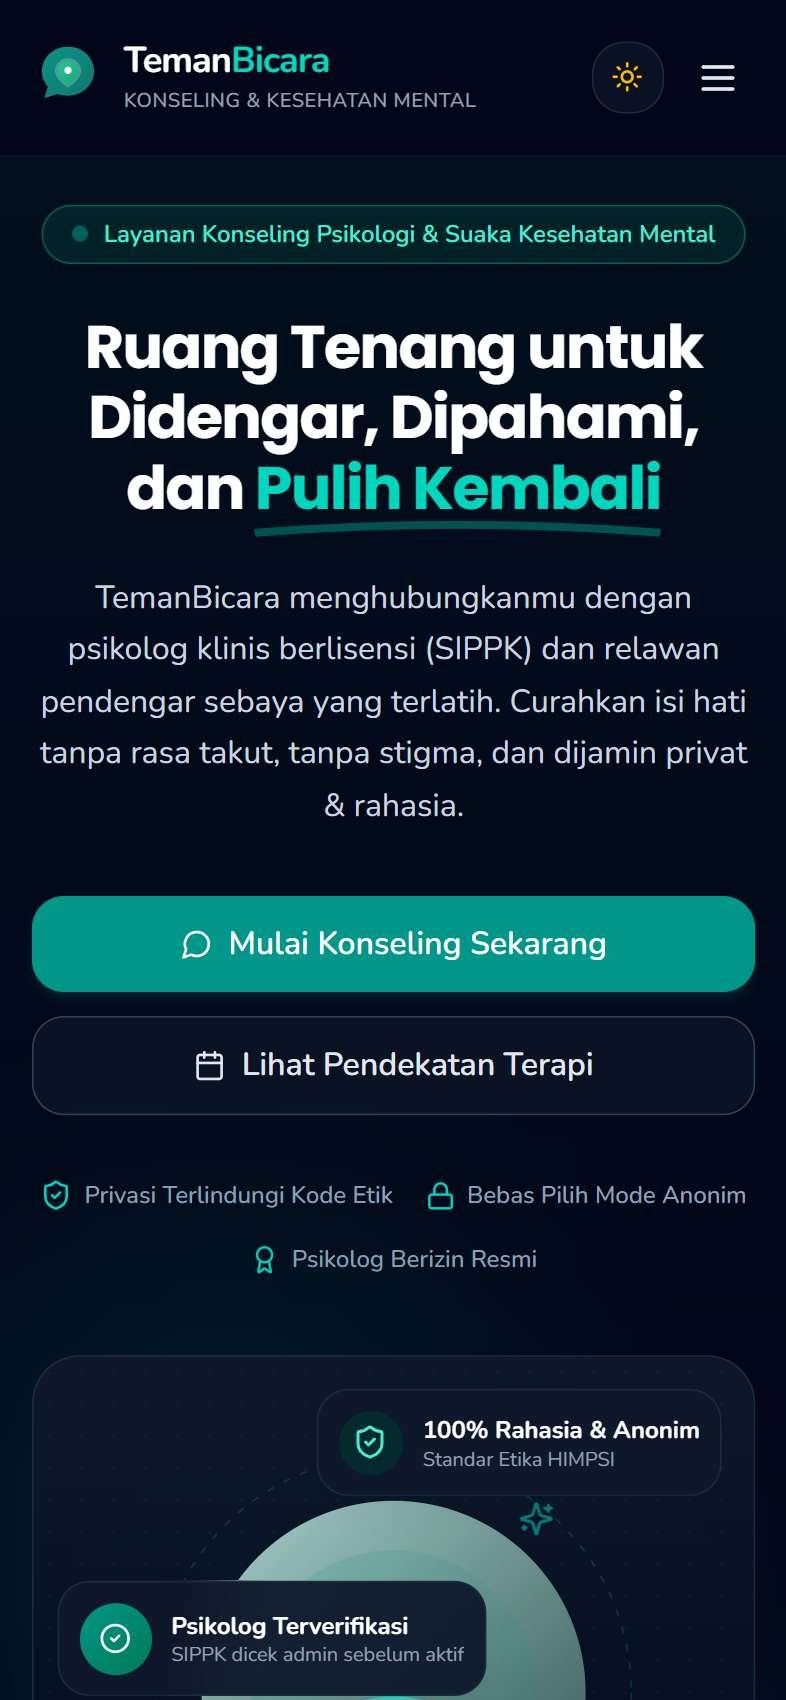 TemanBicara
KONSELING & KESEHATAN MENTAL
Layanan Konseling Psikologi & Suaka Kesehatan Mental
Ruang Tenang untuk
Didengar, Dipahami,
dan Pulih Kembali
TemanBicara menghubungkanmu dengan
psikolog klinis berlisensi (SIPPK) dan relawan
pendengar sebaya yang terlatih. Curahkan isi hati
tanpa rasa takut, tanpa stigma, dan dijamin privat
& rahasia.
Mulai Konseling Sekarang
Lihat Pendekatan Terapi
Privasi Terlindungi Kode Etik
Bebas Pilih Mode Anonim
Psikolog Berizin Resmi
100% Rahasia & Anonim
Standar Etika HIMPSI
Psikolog Terverifikasi
SIPPK dicek admin sebelum aktif